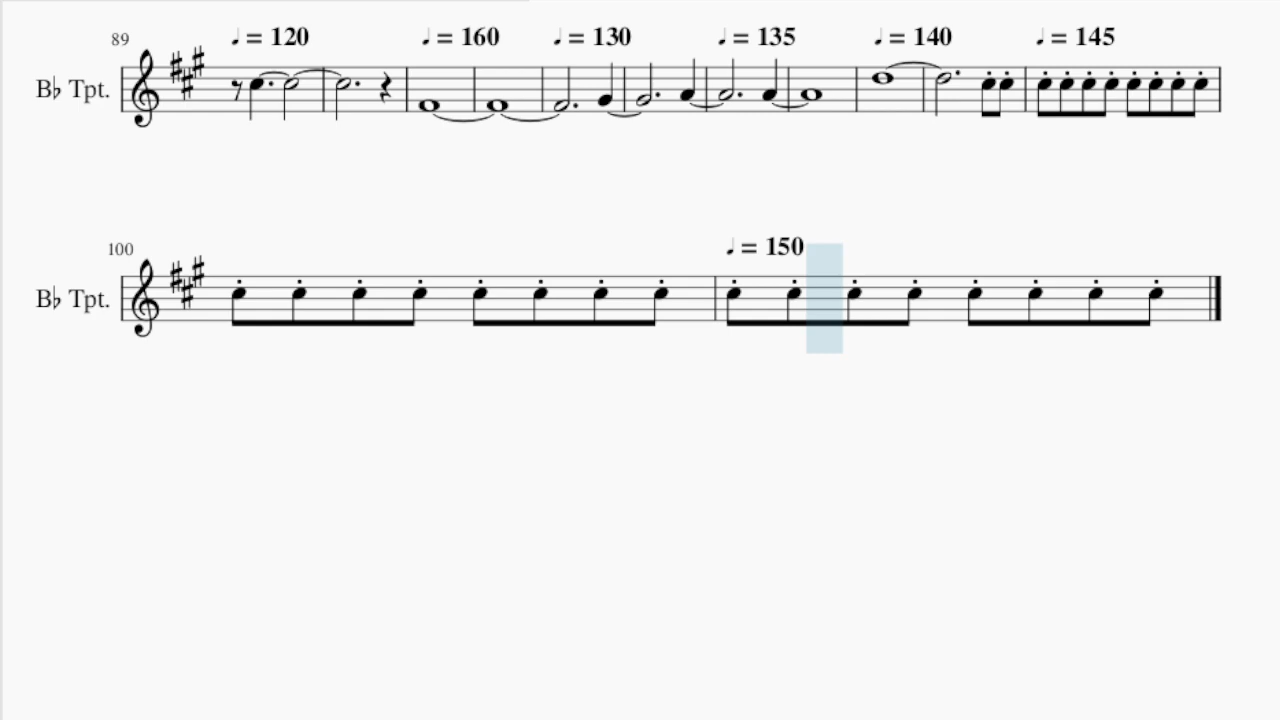 89 ♩ = 120 ♩ = 160 ♩ = 130 ♩ = 135 ♩ = 140 ♩ = 145
B♭ Tpt.
100 ♩ = 150
B♭ Tpt.